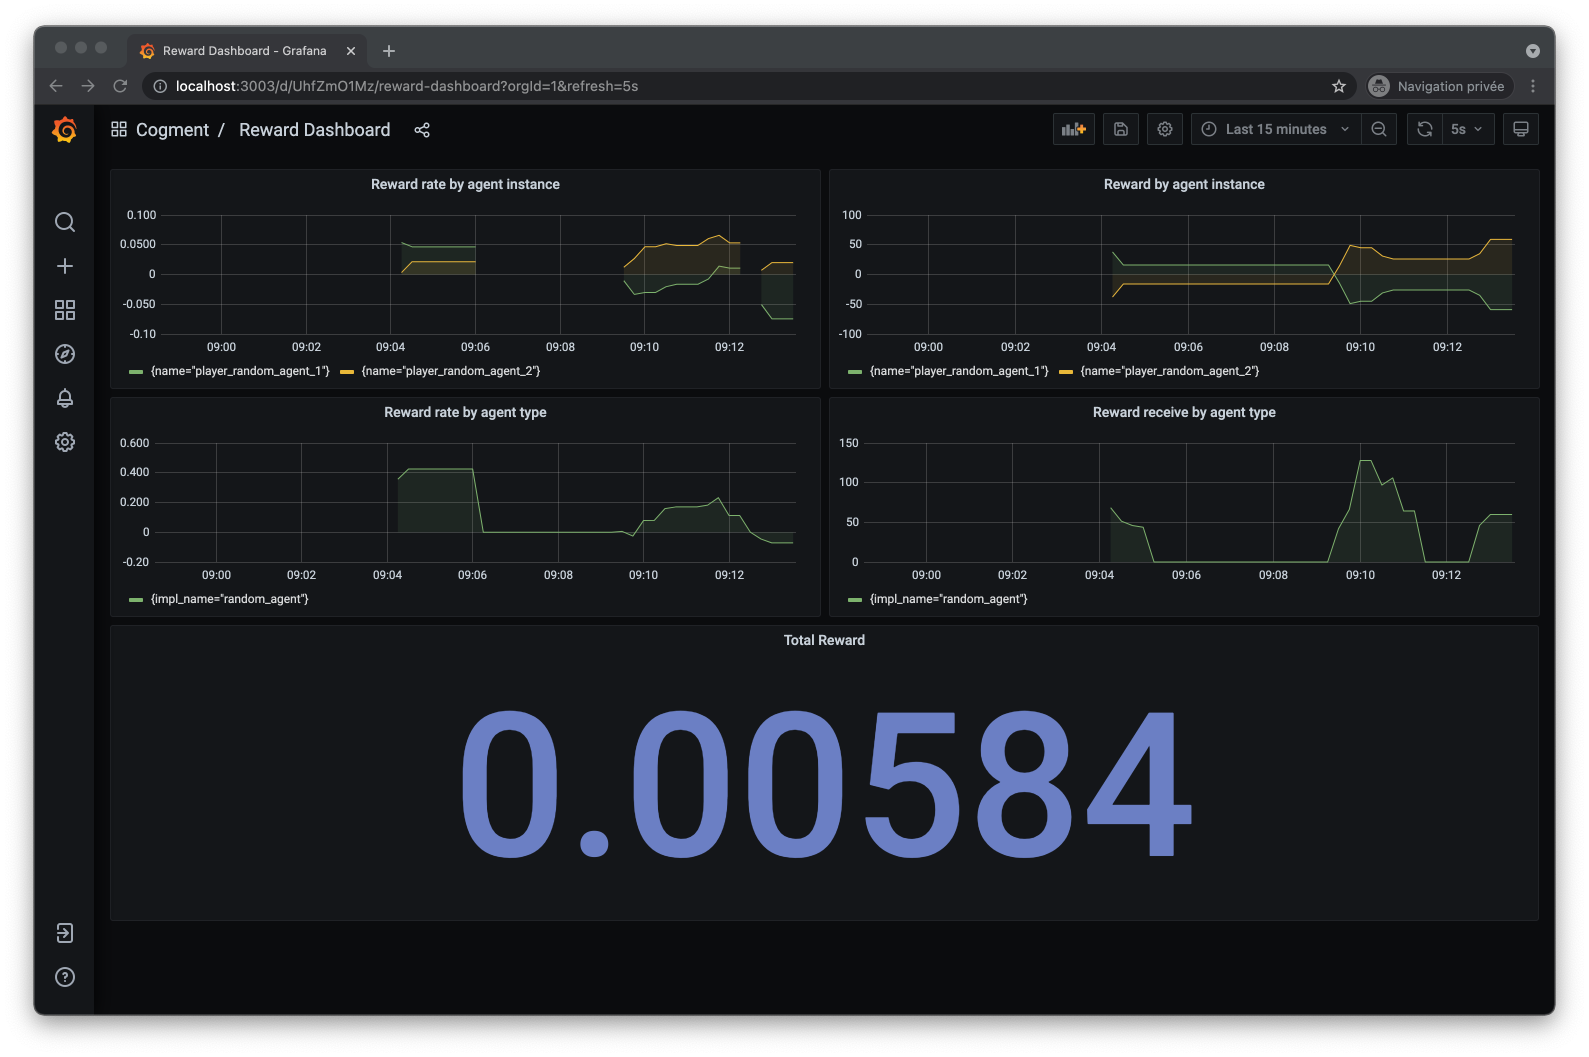 Reward Dashboard - Grafana
localhost:3003/d/UhfZmO1Mz/reward-dashboard?orgId=1&refresh=5s
Navigation privée
Cogment / Reward Dashboard
Last 15 minutes
5s
Reward rate by agent instance
0.100
0.0500
0
-0.050
-0.10
09:00 09:02 09:04 09:06 09:08 09:10 09:12
{name="player_random_agent_1"} {name="player_random_agent_2"}
Reward by agent instance
100
50
0
-50
-100
09:00 09:02 09:04 09:06 09:08 09:10 09:12
{name="player_random_agent_1"} {name="player_random_agent_2"}
Reward rate by agent type
0.600
0.400
0.200
0
-0.20
09:00 09:02 09:04 09:06 09:08 09:10 09:12
{impl_name="random_agent"}
Reward receive by agent type
150
100
50
0
09:00 09:02 09:04 09:06 09:08 09:10 09:12
{impl_name="random_agent"}
Total Reward
0.00584